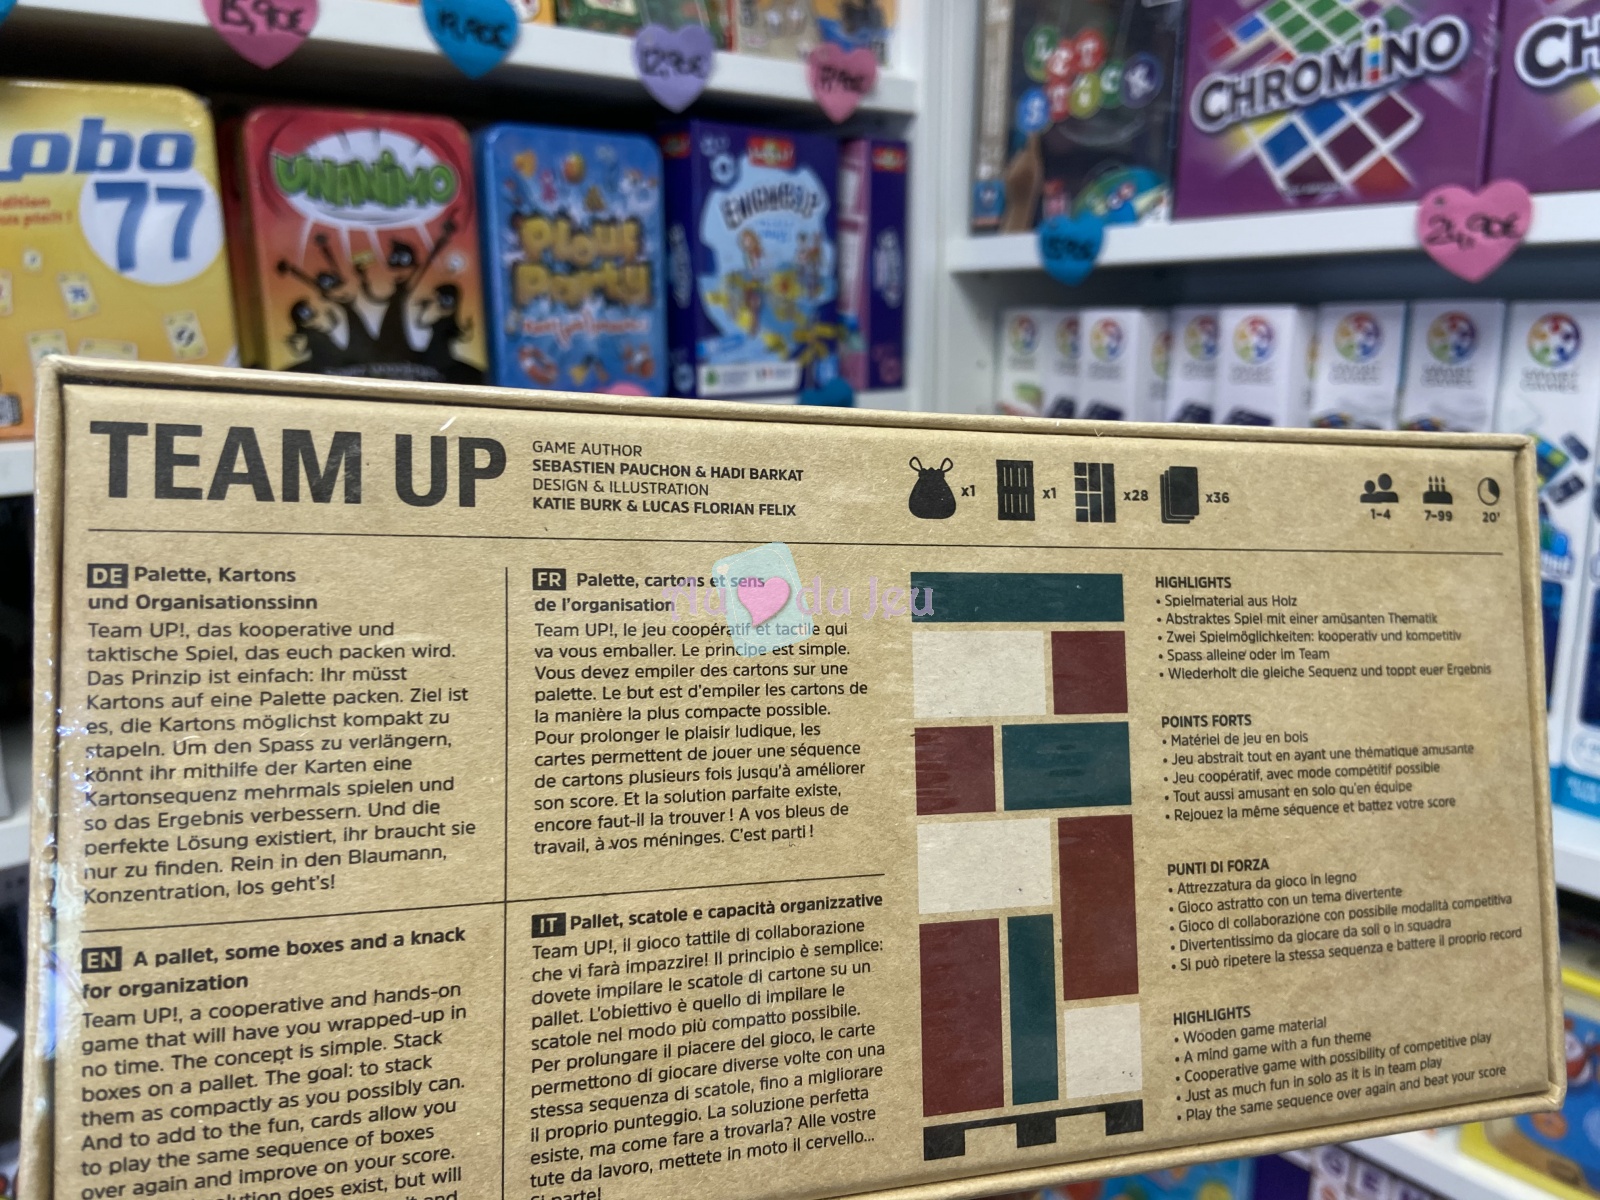 15,90€
19,90€
12,90€
17,90€
Lobo
77
UNANIMO
Plouf
Party
CHROMINO
CH
24,90€
TEAM UP
GAME AUTHOR
SEBASTIEN PAUCHON & HADI BARKAT
DESIGN & ILLUSTRATION
KATIE BURK & LUCAS FLORIAN FELIX
x1
x1
x28
x36
1-4
7-99
20'
DE Palette, Kartons
und Organisationssinn
Team UP!, das kooperative und
taktische Spiel, das euch packen wird.
Das Prinzip ist einfach: Ihr müsst
Kartons auf eine Palette packen. Ziel ist
es, die Kartons möglichst kompakt zu
stapeln. Um den Spass zu verlängern,
könnt ihr mithilfe der Karten eine
Kartonsequenz mehrmals spielen und
so das Ergebnis verbessern. Und die
perfekte Lösung existiert, ihr braucht sie
nur zu finden. Rein in den Blaumann,
Konzentration, los geht's!
EN A pallet, some boxes and a knack
for organization
Team UP!, a cooperative and hands-on
game that will have you wrapped-up in
no time. The concept is simple. Stack
boxes on a pallet. The goal: to stack
them as compactly as you possibly can.
And to add to the fun, cards allow you
to play the same sequence of boxes
over again and improve on your score.
does exist, but will
FR Palette, cartons et sens
de l'organisation
Team UP!, le jeu coopératif et tactile qui
va vous emballer. Le principe est simple.
Vous devez empiler des cartons sur une
palette. Le but est d'empiler les cartons de
la manière la plus compacte possible.
Pour prolonger le plaisir ludique, les
cartes permettent de jouer une séquence
de cartons plusieurs fois jusqu'à améliorer
son score. Et la solution parfaite existe,
encore faut-il la trouver ! A vos bleus de
travail, à vos méninges. C'est parti !
IT Pallet, scatole e capacità organizzative
Team UP!, il gioco tattile di collaborazione
che vi farà impazzire! Il principio è semplice:
dovete impilare le scatole di cartone su un
pallet. L'obiettivo è quello di impilare le
scatole nel modo più compatto possibile.
Per prolungare il piacere del gioco, le carte
permettono di giocare diverse volte con una
stessa sequenza di scatole, fino a migliorare
il proprio punteggio. La soluzione perfetta
esiste, ma come fare a trovarla? Alle vostre
tute da lavoro, mettete in moto il cervello...
Si parte!
HIGHLIGHTS
• Spielmaterial aus Holz
• Abstraktes Spiel mit einer amüsanten Thematik
• Zwei Spielmöglichkeiten: kooperativ und kompetitiv
• Spass alleine oder im Team
• Wiederholt die gleiche Sequenz und toppt euer Ergebnis
POINTS FORTS
• Matériel de jeu en bois
• Jeu abstrait tout en ayant une thématique amusante
• Jeu coopératif, avec mode compétitif possible
• Tout aussi amusant en solo qu'en équipe
• Rejouez la même séquence et battez votre score
PUNTI DI FORZA
• Attrezzatura da gioco in legno
• Gioco astratto con un tema divertente
• Gioco di collaborazione con possibile modalità competitiva
• Divertentissimo da giocare da soli o in squadra
• Si può ripetere la stessa sequenza e battere il proprio record
HIGHLIGHTS
• Wooden game material
• A mind game with a fun theme
• Cooperative game with possibility of competitive play
• Just as much fun in solo as it is in team play
• Play the same sequence over again and beat your score
du Jeu